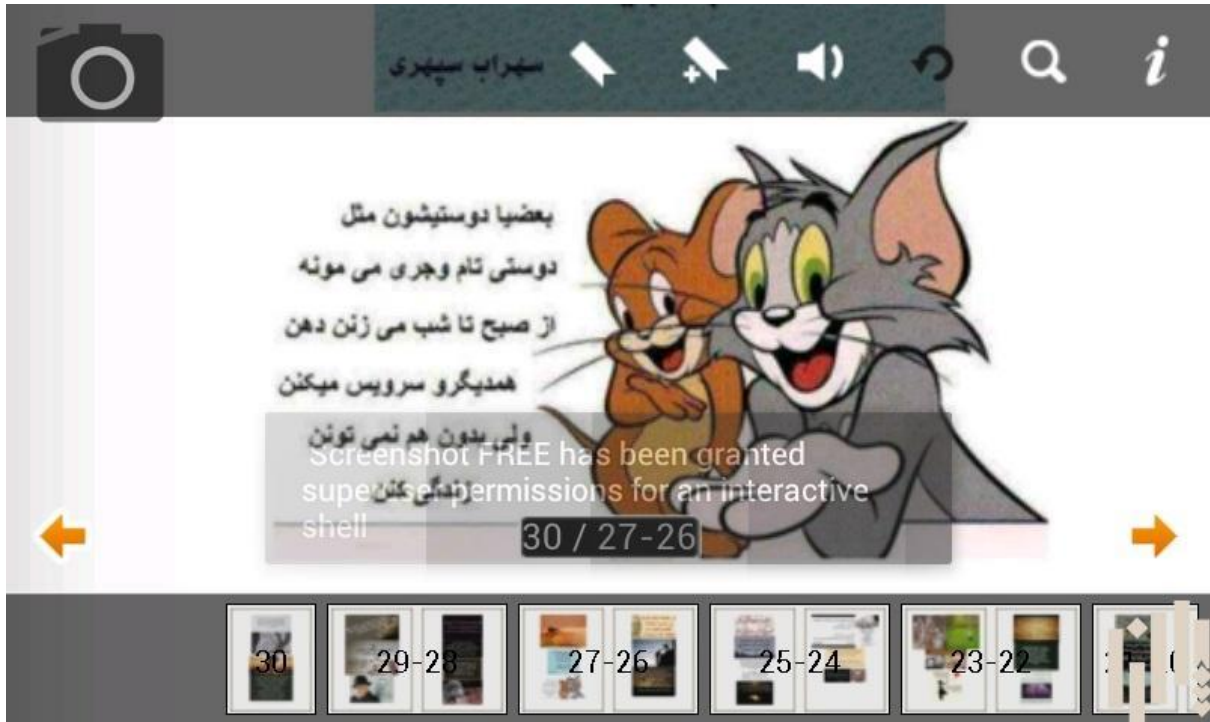 سهراب سپهری
بعضیا دوستیشون مثل
دوستی تام وجری می مونه
از صبح تا شب می زنن دهن
همدیگرو سرویس میکنن
ولی بدون هم نمی تونن
زندگی کنن
Screenshot FREE has been granted
superuser permissions for an interactive
shell
30 / 27-26
30
29-28
27-26
25-24
23-22